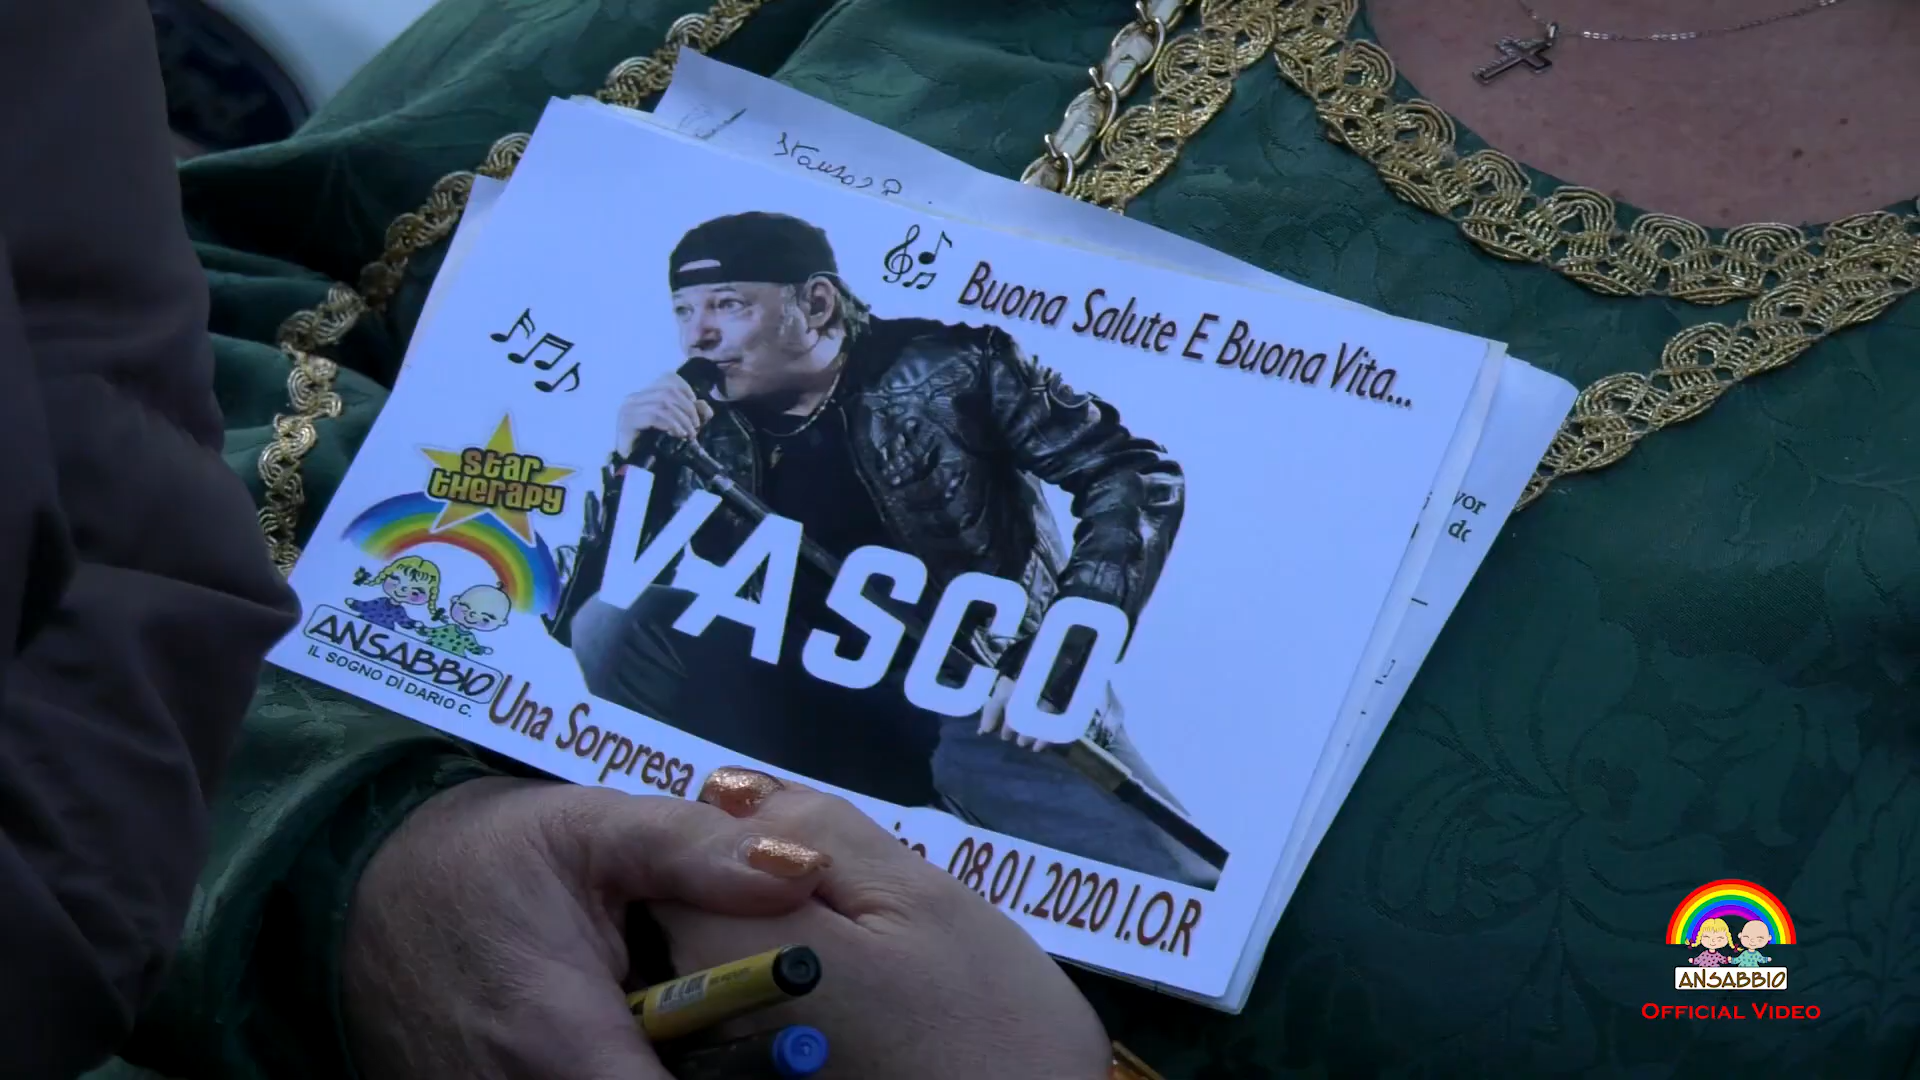 Buona Salute E Buona Vita...
star
therapy
VASCO
ANSABBIO
IL SOGNO DI DARIO C.
Una Sorpresa
08.01.2020 I.O.R
ANSABBIO
Official Video